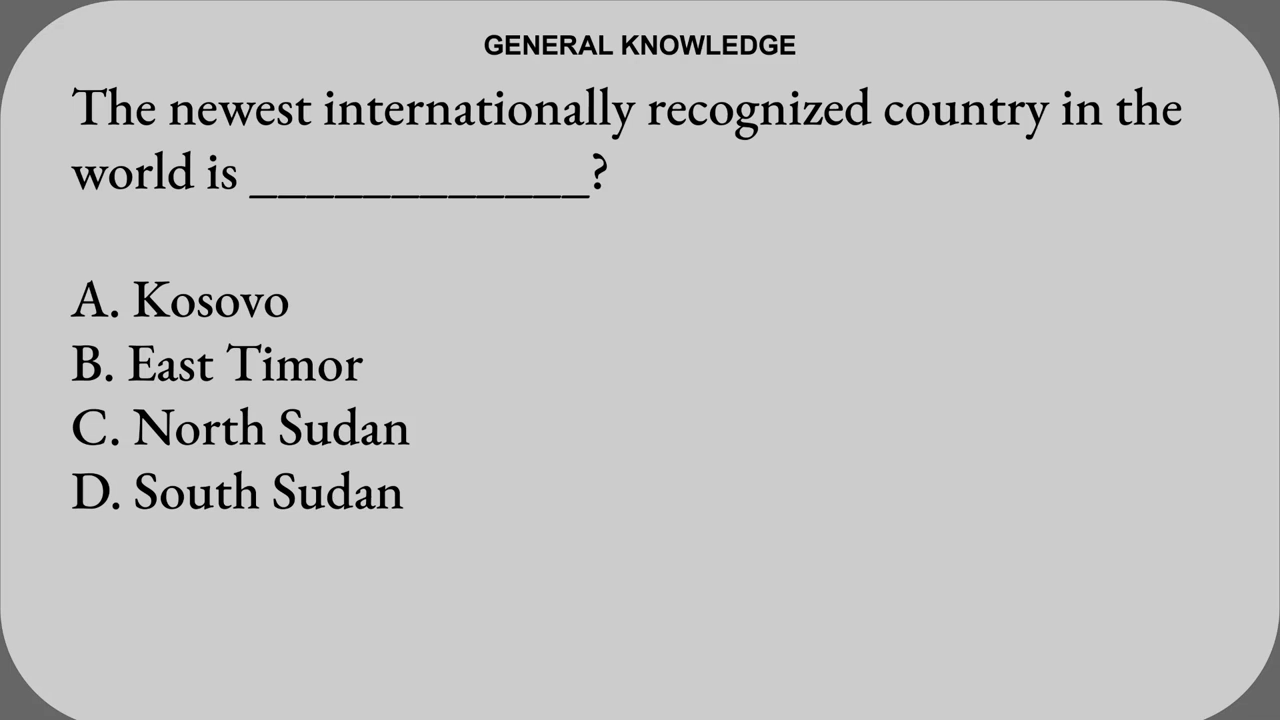 GENERAL KNOWLEDGE
The newest internationally recognized country in the
world is _____________?
A. Kosovo
B. East Timor
C. North Sudan
D. South Sudan